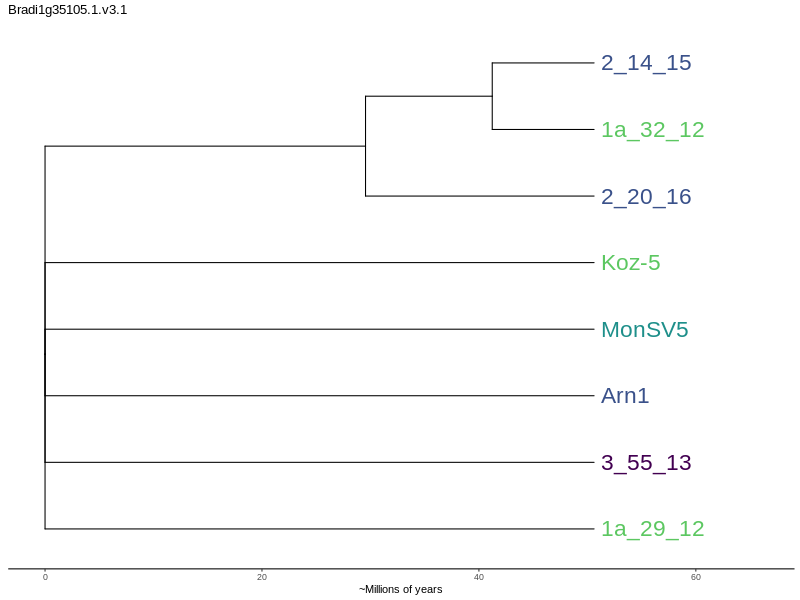 Bradi1g35105.1.v3.1
2_14_15
1a_32_12
2_20_16
Koz-5
MonSV5
Arn1
3_55_13
1a_29_12
0 20 40 60
~Millions of years